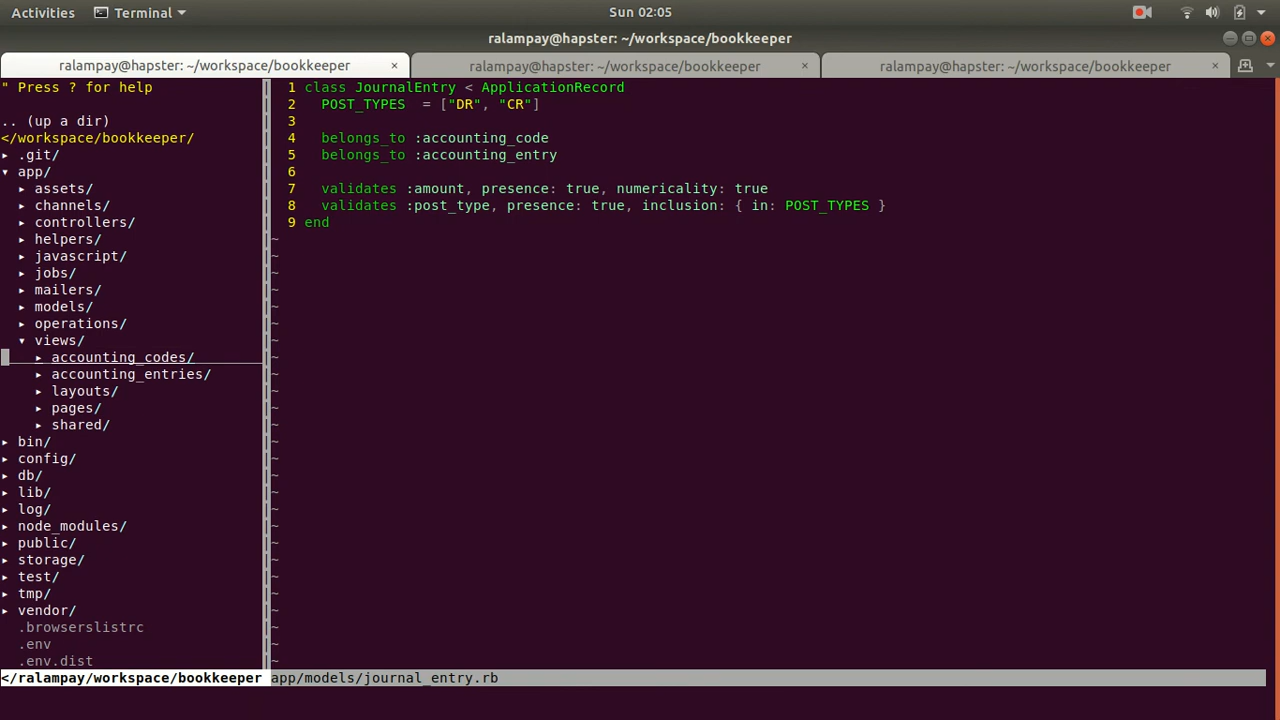 Activities Terminal Sun 02:05
ralampay@hapster: ~/workspace/bookkeeper
ralampay@hapster: ~/workspace/bookkeeper × ralampay@hapster: ~/workspace/bookkeeper × ralampay@hapster: ~/workspace/bookkeeper ×
" Press ? for help
.. (up a dir)
</workspace/bookkeeper/
▸ .git/
▾ app/
▸ assets/
▸ channels/
▸ controllers/
▸ helpers/
▸ javascript/
▸ jobs/
▸ mailers/
▸ models/
▸ operations/
▾ views/
▸ accounting_codes/
▸ accounting_entries/
▸ layouts/
▸ pages/
▸ shared/
▸ bin/
▸ config/
▸ db/
▸ lib/
▸ log/
▸ node_modules/
▸ public/
▸ storage/
▸ test/
▸ tmp/
▸ vendor/
.browserslistrc
.env
.env.dist
1 class JournalEntry < ApplicationRecord
2 POST_TYPES = ["DR", "CR"]
3
4 belongs_to :accounting_code
5 belongs_to :accounting_entry
6
7 validates :amount, presence: true, numericality: true
8 validates :post_type, presence: true, inclusion: { in: POST_TYPES }
9 end
</ralampay/workspace/bookkeeper app/models/journal_entry.rb